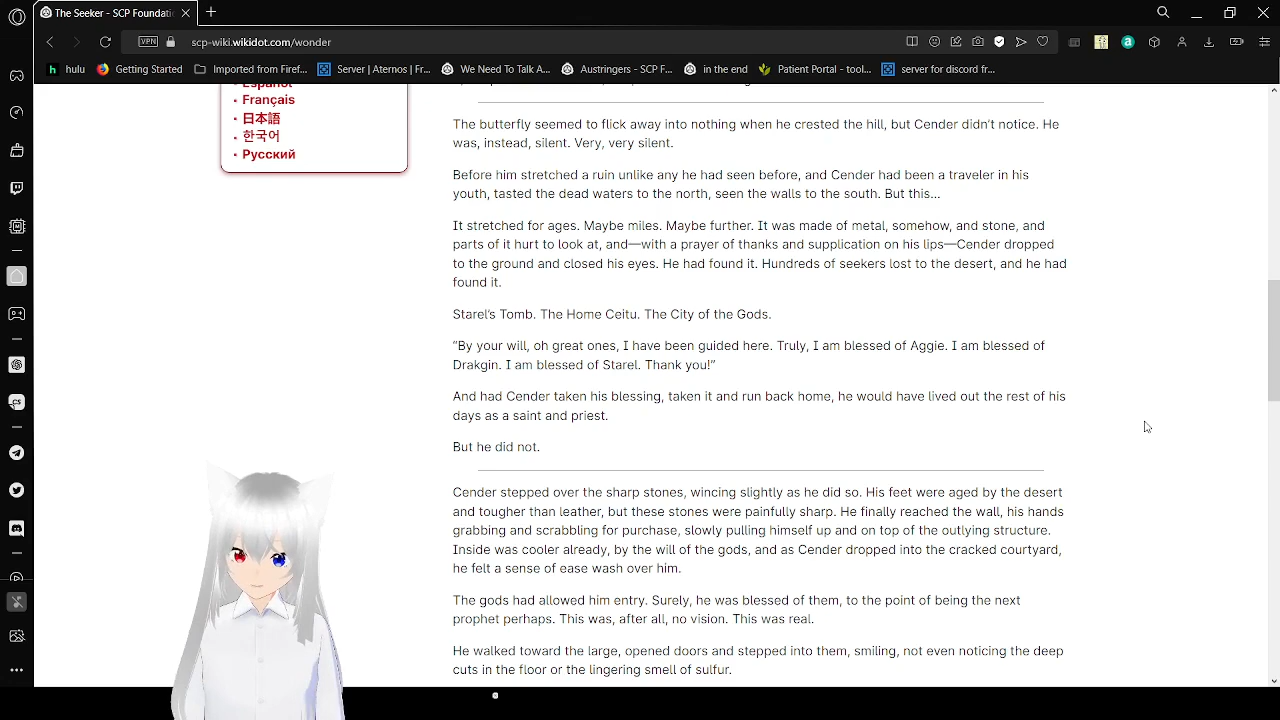 The Seeker - SCP Foundati
VPN
scp-wiki.wikidot.com/wonder
h hulu
Getting Started
Imported from Firef...
Server | Aternos | Fr...
We Need To Talk A...
Austringers - SCP F...
in the end
Patient Portal - tool...
server for discord fr...
Español
Français
日本語
한국어
Русский
The butterfly seemed to flick away into nothing when he crested the hill, but Cender didn't notice. He
was, instead, silent. Very, very silent.
Before him stretched a ruin unlike any he had seen before, and Cender had been a traveler in his
youth, tasted the dead waters to the north, seen the walls to the south. But this…
It stretched for ages. Maybe miles. Maybe further. It was made of metal, somehow, and stone, and
parts of it hurt to look at, and—with a prayer of thanks and supplication on his lips—Cender dropped
to the ground and closed his eyes. He had found it. Hundreds of seekers lost to the desert, and he had
found it.
Starel's Tomb. The Home Ceitu. The City of the Gods.
“By your will, oh great ones, I have been guided here. Truly, I am blessed of Aggie. I am blessed of
Drakgin. I am blessed of Starel. Thank you!”
And had Cender taken his blessing, taken it and run back home, he would have lived out the rest of his
days as a saint and priest.
But he did not.
Cender stepped over the sharp stones, wincing slightly as he did so. His feet were aged by the desert
and tougher than leather, but these stones were painfully sharp. He finally reached the wall, his hands
grabbing and scrabbling for purchase, slowly pulling himself up and on top of the outlying structure.
Inside was cooler already, by the will of the gods, and as Cender dropped into the cracked courtyard,
he felt a sense of ease wash over him.
The gods had allowed him entry. Surely, he was blessed of them, to the point of being the next
prophet perhaps. This was, after all, no vision. This was real.
He walked toward the large, opened doors and stepped into them, smiling, not even noticing the deep
cuts in the floor or the lingering smell of sulfur.